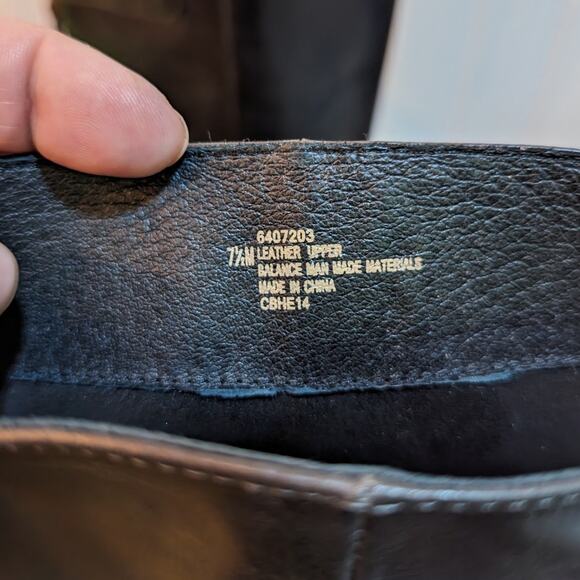 6407203
7½M LEATHER UPPER
BALANCE MAN MADE MATERIALS
MADE IN CHINA
CBHE14